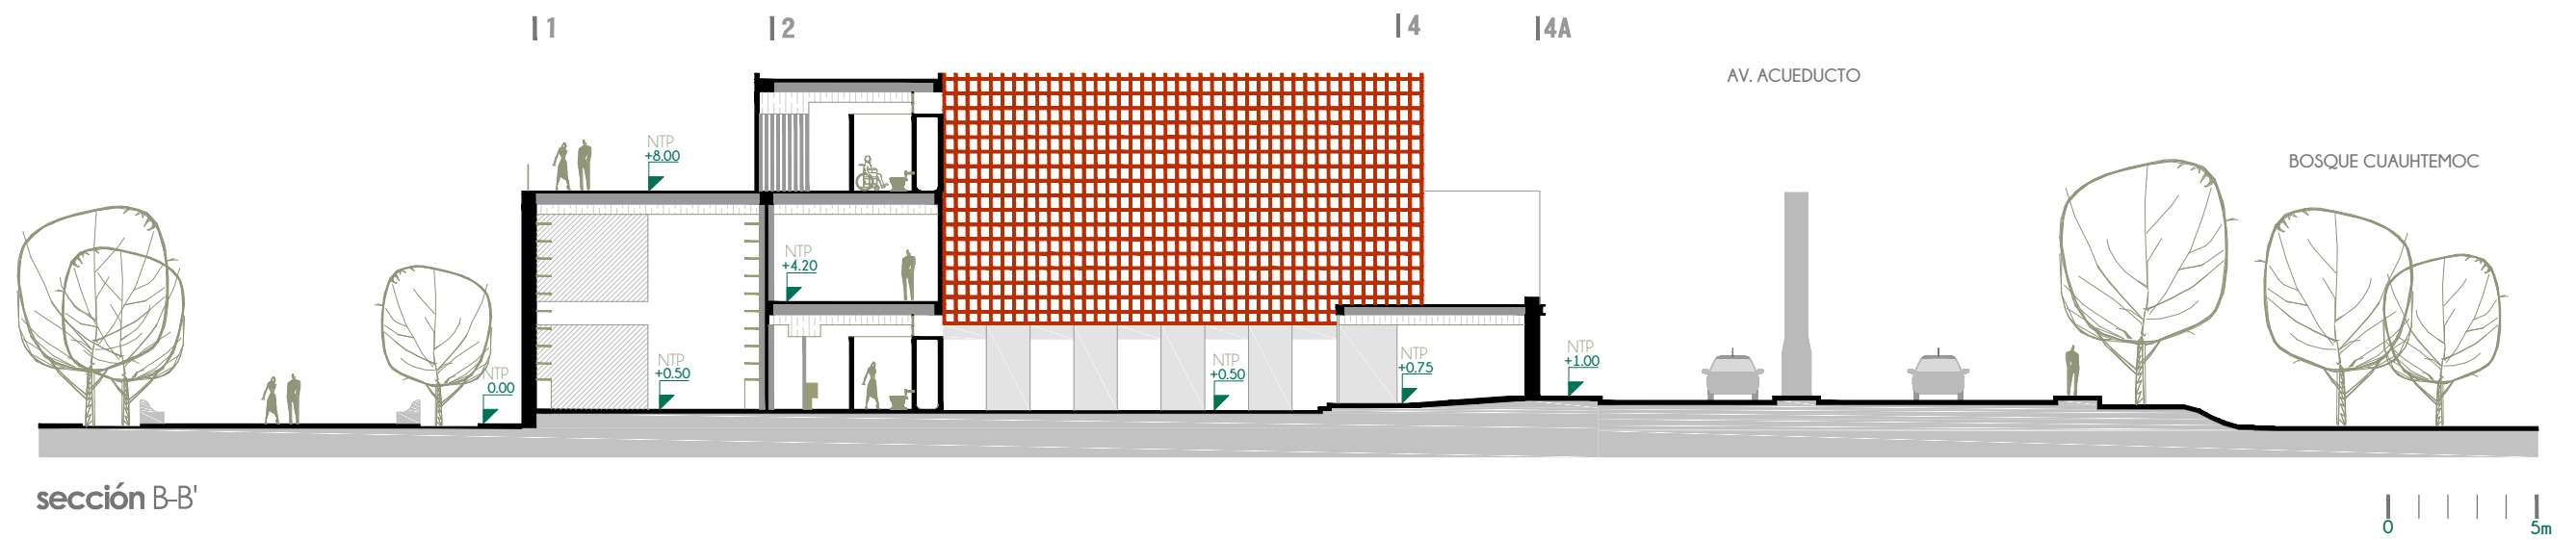 1
2
4
4A
AV. ACUEDUCTO
BOSQUE CUAUHTEMOC
NTP
+8.00
NTP
+4.20
NTP
0.00
NTP
+0.50
NTP
+0.50
NTP
+0.75
NTP
+1.00
sección B-B'
0
5m